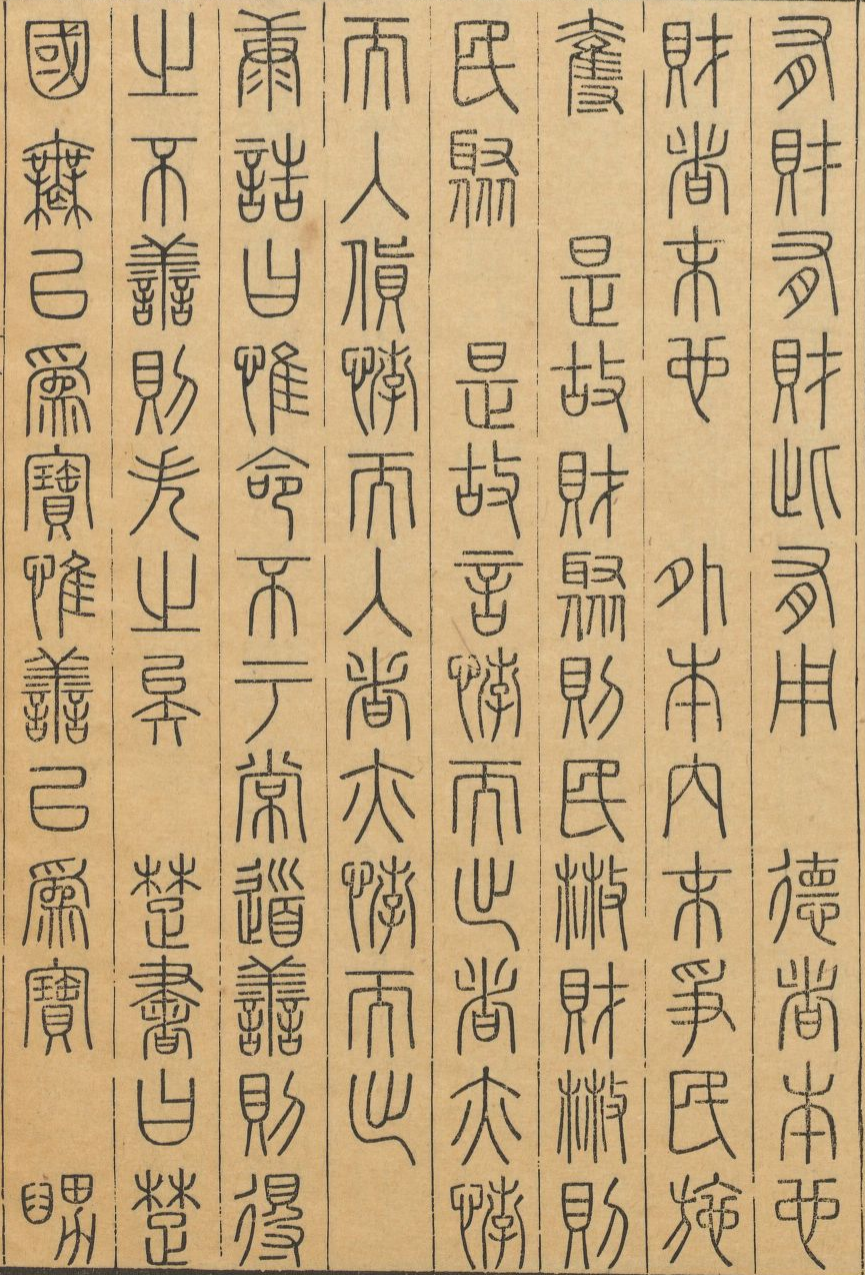 有財有財此有用　德者本也
財者末也　外本內末爭民施
奪　是故財聚則民散財散則
民聚　是故言悖而出者亦悖
而入貨悖而入者亦悖而出
康誥曰惟命不于常道善則得
之不善則失之矣　楚書曰楚
國無以爲寶惟善以爲寶　舅